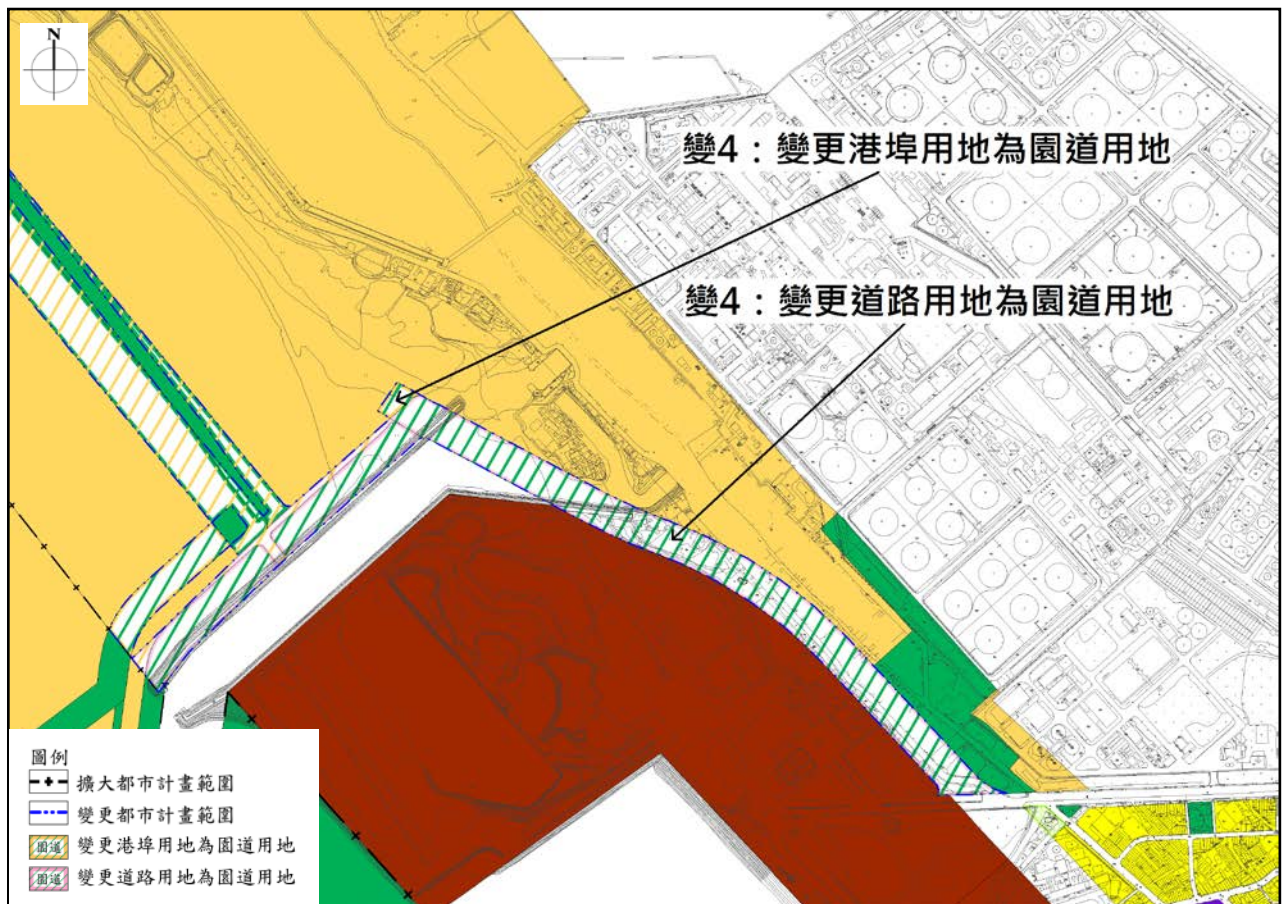 N
變4：變更港埠用地為園道用地
變4：變更道路用地為園道用地
圖例
擴大都市計畫範圍
變更都市計畫範圍
園道 變更港埠用地為園道用地
園道 變更道路用地為園道用地